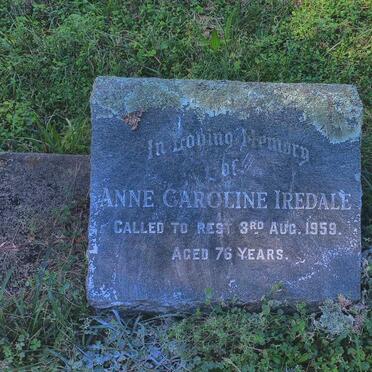 In Loving Memory
of
ANNE CAROLINE IREDALE
CALLED TO REST 3RD AUG. 1959.
AGED 76 YEARS.